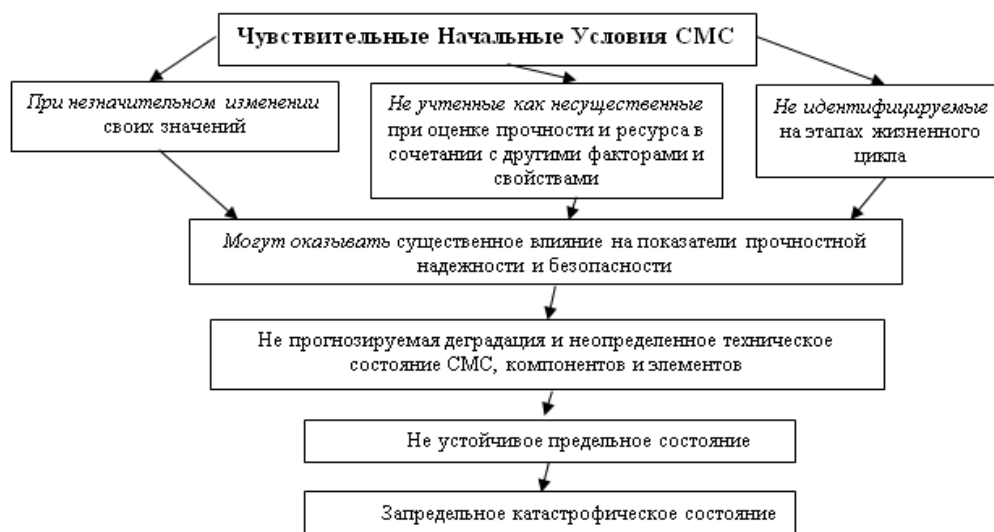 Чувствительные Начальные Условия СМС
При незначительном изменении
своих значений
Не учтенные как несущественные
при оценке прочности и ресурса в
сочетании с другими факторами и
свойствами
Не идентифицируемые
на этапах жизненного
цикла
Могут оказывать существенное влияние на показатели прочностной
надежности и безопасности
Не прогнозируемая деградация и неопределенное техническое
состояние СМС, компонентов и элементов
Не устойчивое предельное состояние
Запредельное катастрофическое состояние